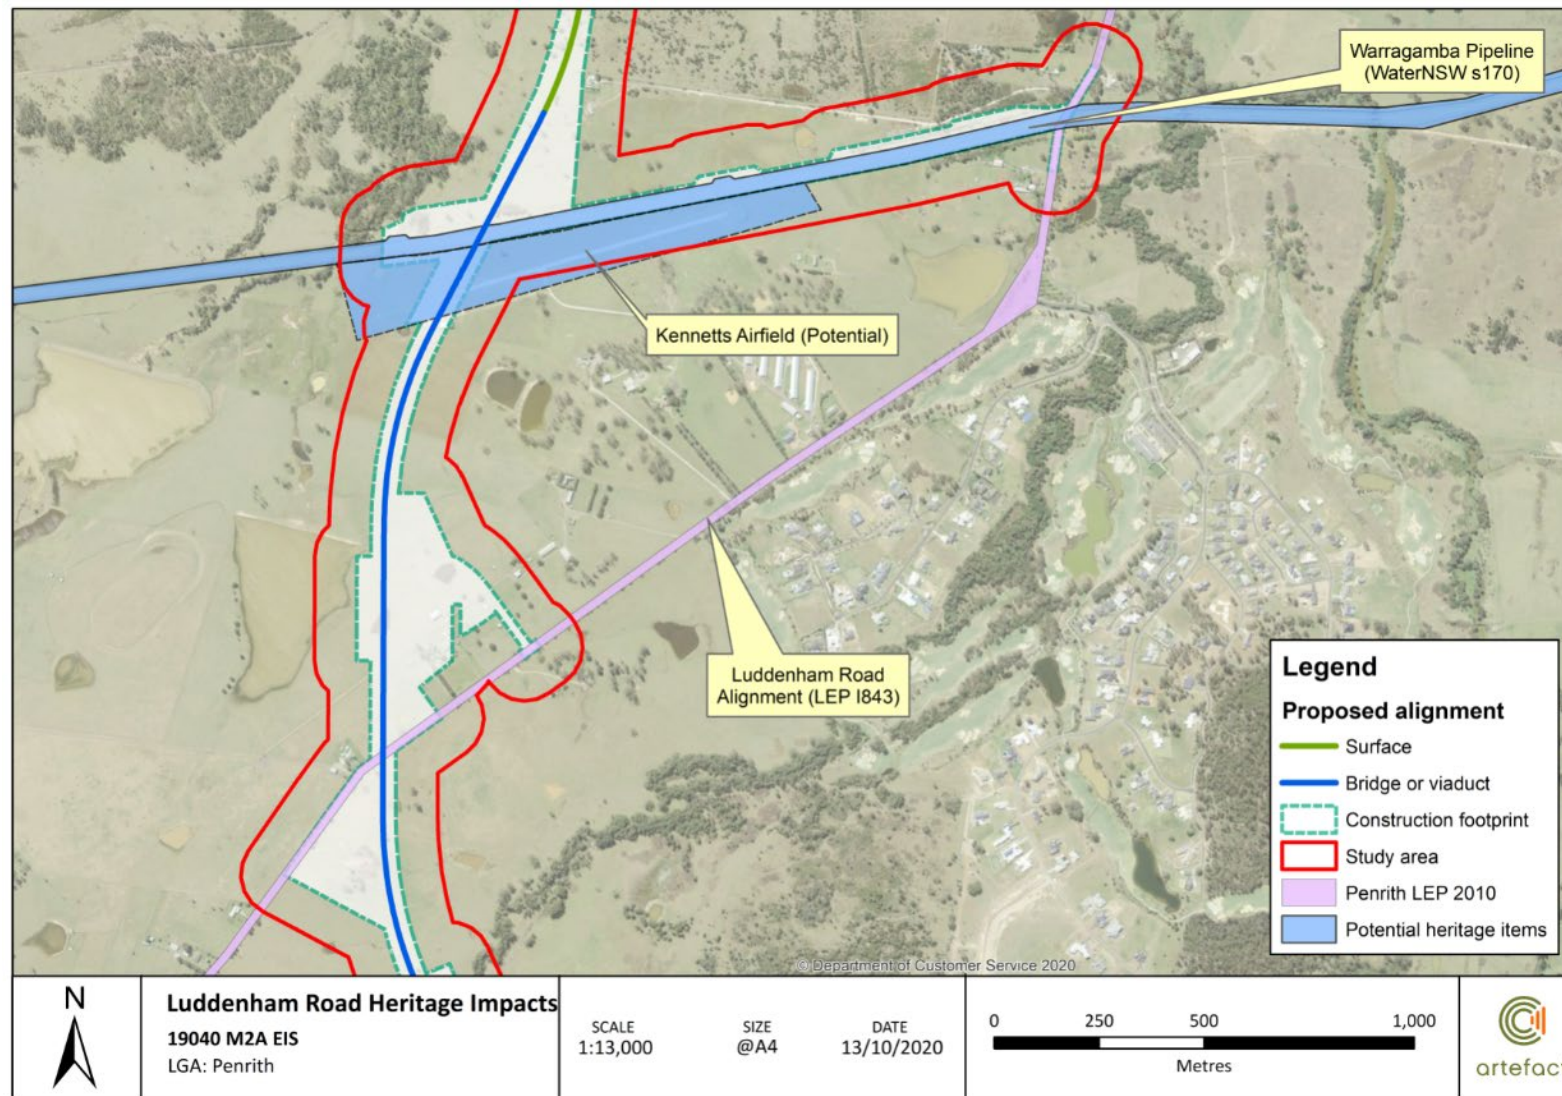 Warragamba Pipeline
(WaterNSW s170)
Kennetts Airfield (Potential)
Luddenham Road
Alignment (LEP I843)
Legend
Proposed alignment
Surface
Bridge or viaduct
Construction footprint
Study area
Penrith LEP 2010
Potential heritage items
© Department of Customer Service 2020
N
Luddenham Road Heritage Impacts
19040 M2A EIS
LGA: Penrith
SCALE
1:13,000
SIZE
@A4
DATE
13/10/2020
0 250 500 1,000
Metres
artefact